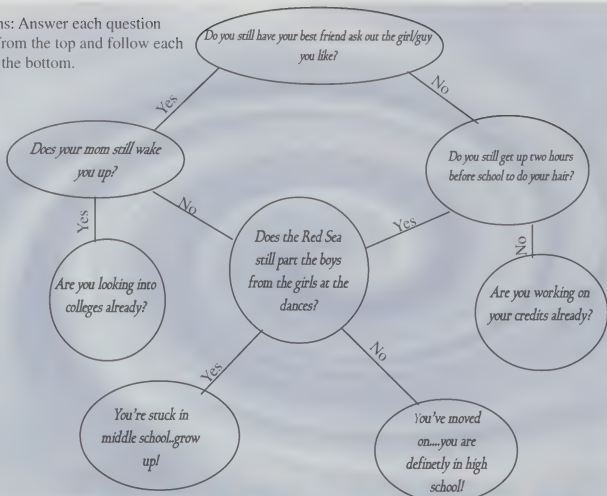 ns: Answer each question
from the top and follow each
the bottom.
Do you still have your best friend ask out the girl/guy
you like?
Yes
No
Does your mom still wake
you up?
Do you still get up two hours
before school to do your hair?
Yes
No
Yes
No
Does the Red Sea
still part the boys
from the girls at the
dances?
Are you looking into
colleges already?
Are you working on
your credits already?
Yes
No
You're stuck in
middle school..grow
up!
You've moved
on....you are
definetly in high
school!